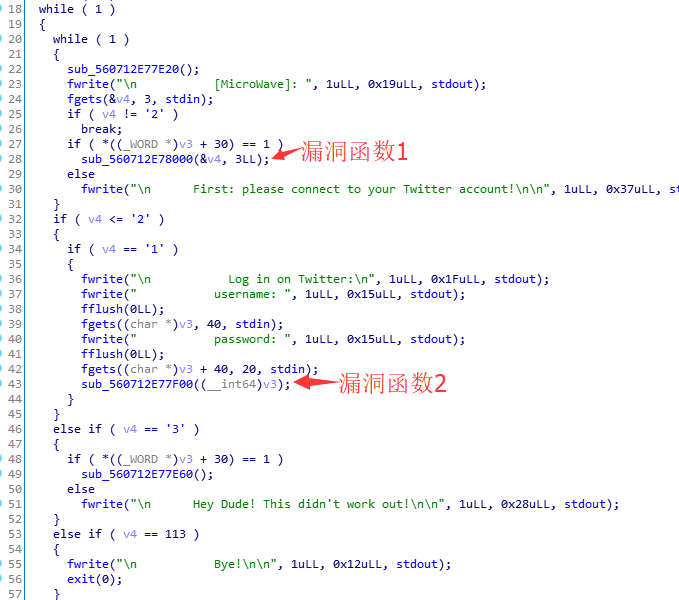 18 while ( 1 )
19 {
20 while ( 1 )
21 {
22 sub_560712E77E20();
23 fwrite("\n           [MicroWave]: ", 1uLL, 0x19uLL, stdout);
24 fgets(&v4, 3, stdin);
25 if ( v4 != '2' )
26 break;
27 if ( *((_WORD *)v3 + 30) == 1 )
28 sub_560712E78000(&v4, 3LL); 漏洞函数1
29 else
30 fwrite("\n      First: please connect to your Twitter account!\n\n", 1uLL, 0x37uLL, st
31 }
32 if ( v4 <= '2' )
33 {
34 if ( v4 == '1' )
35 {
36 fwrite("\n           Log in on Twitter:\n", 1uLL, 0x1FuLL, stdout);
37 fwrite("           username: ", 1uLL, 0x15uLL, stdout);
38 fflush(0LL);
39 fgets((char *)v3, 40, stdin);
40 fwrite("           password: ", 1uLL, 0x15uLL, stdout);
41 fflush(0LL);
42 fgets((char *)v3 + 40, 20, stdin);
43 sub_560712E77F00((__int64)v3); 漏洞函数2
44 }
45 }
46 else if ( v4 == '3' )
47 {
48 if ( *((_WORD *)v3 + 30) == 1 )
49 sub_560712E77E60();
50 else
51 fwrite("\n      Hey Dude! This didn't work out!\n\n", 1uLL, 0x28uLL, stdout);
52 }
53 else if ( v4 == 113 )
54 {
55 fwrite("\n           Bye!\n\n", 1uLL, 0x12uLL, stdout);
56 exit(0);
57 }